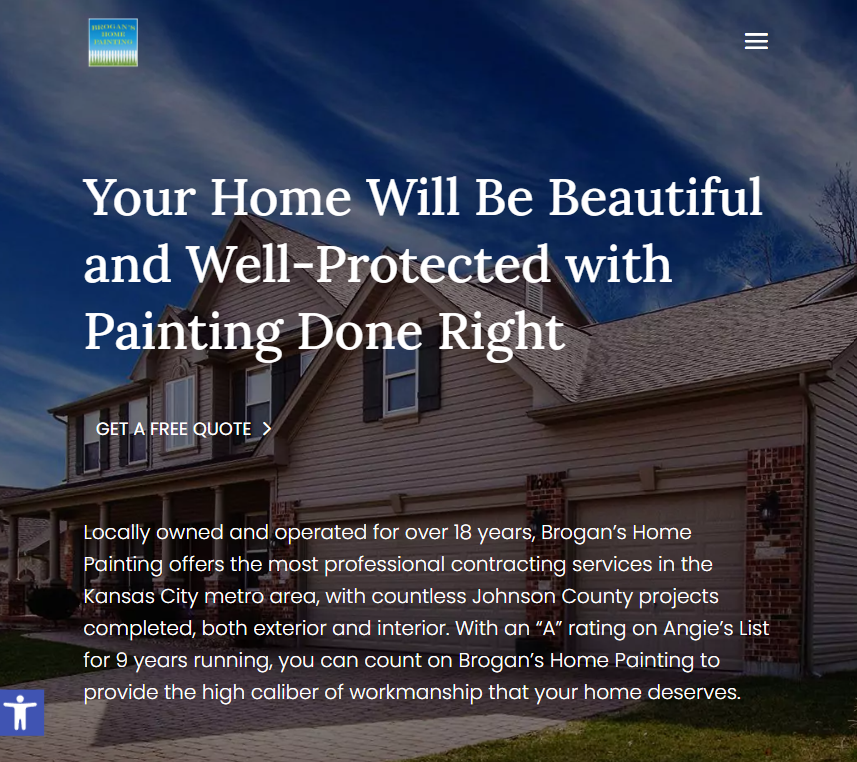 BROGAN'S
HOME
PAINTING
Your Home Will Be Beautiful
and Well-Protected with
Painting Done Right
GET A FREE QUOTE
Locally owned and operated for over 18 years, Brogan’s Home
Painting offers the most professional contracting services in the
Kansas City metro area, with countless Johnson County projects
completed, both exterior and interior. With an “A” rating on Angie’s List
for 9 years running, you can count on Brogan’s Home Painting to
provide the high caliber of workmanship that your home deserves.